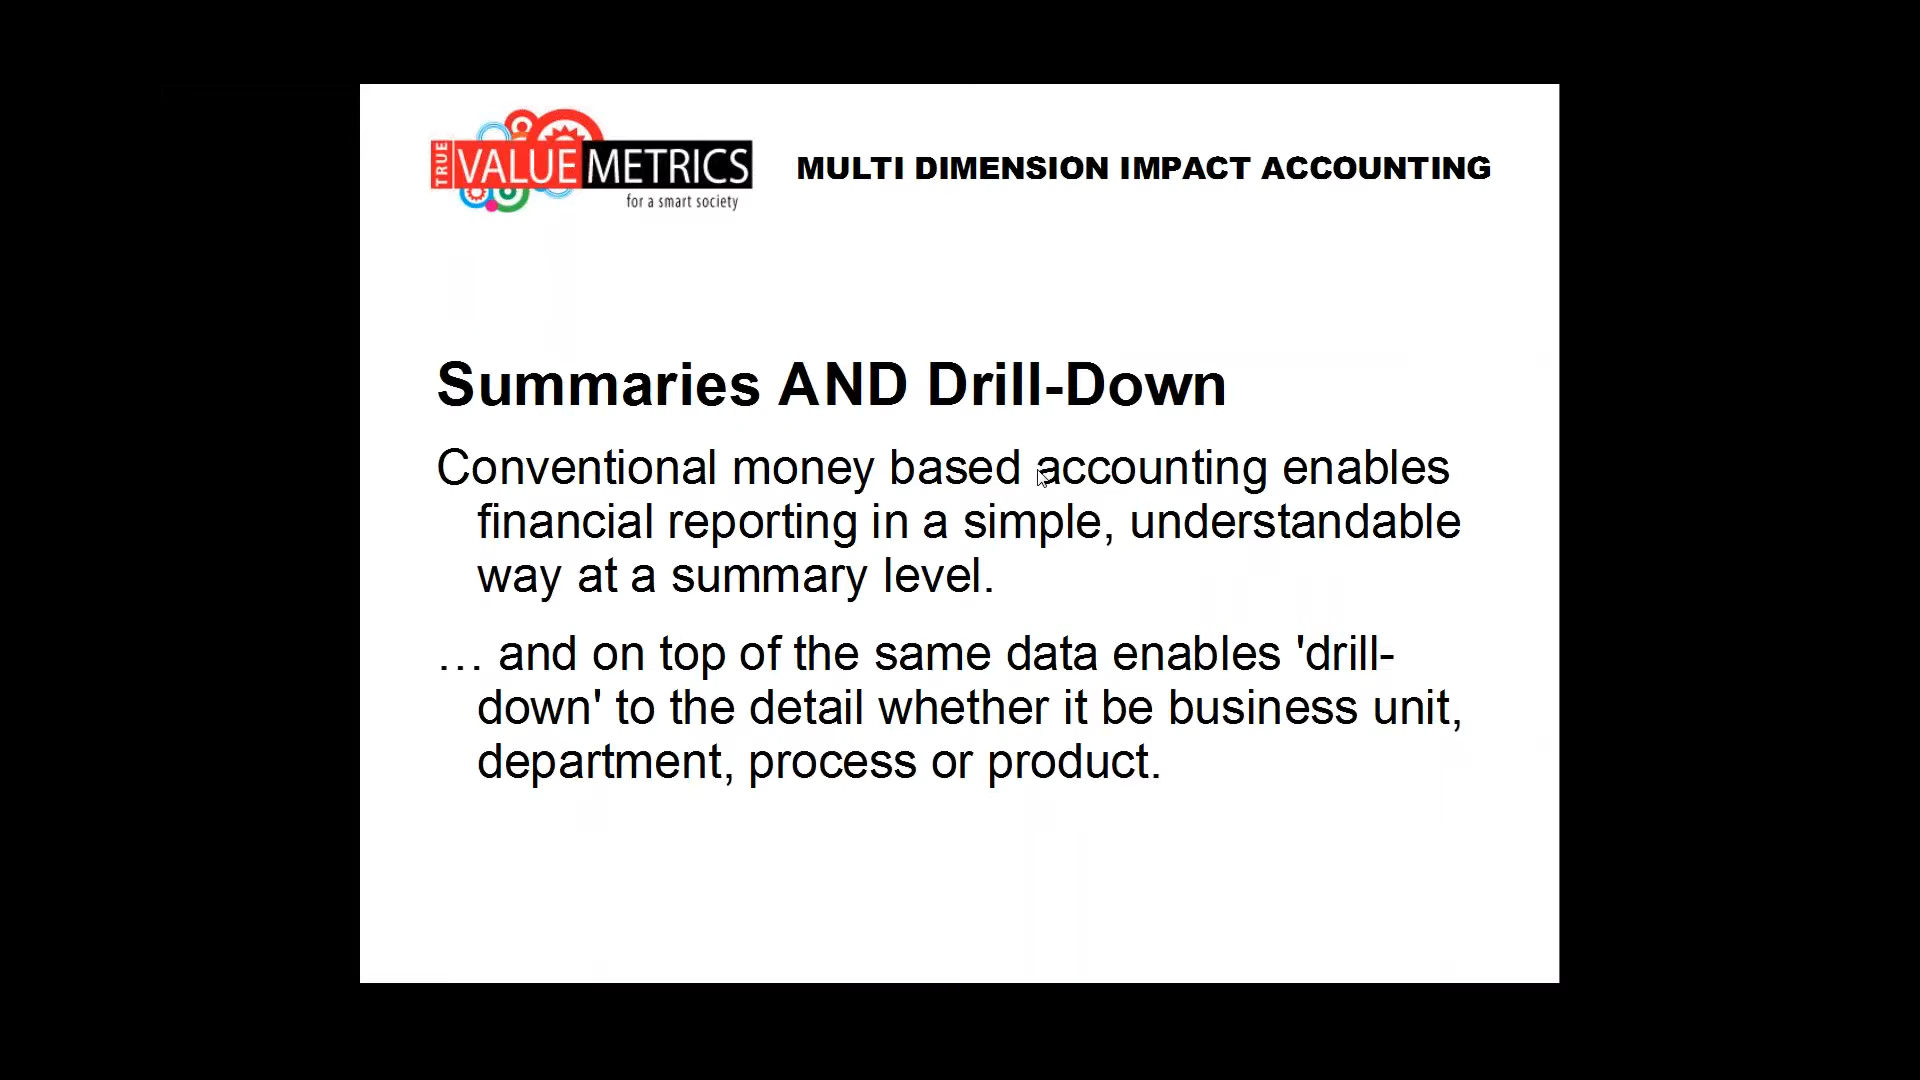 TRUE VALUE METRICS
for a smart society
MULTI DIMENSION IMPACT ACCOUNTING
Summaries AND Drill-Down
Conventional money based accounting enables
financial reporting in a simple, understandable
way at a summary level.
… and on top of the same data enables 'drill-
down' to the detail whether it be business unit,
department, process or product.